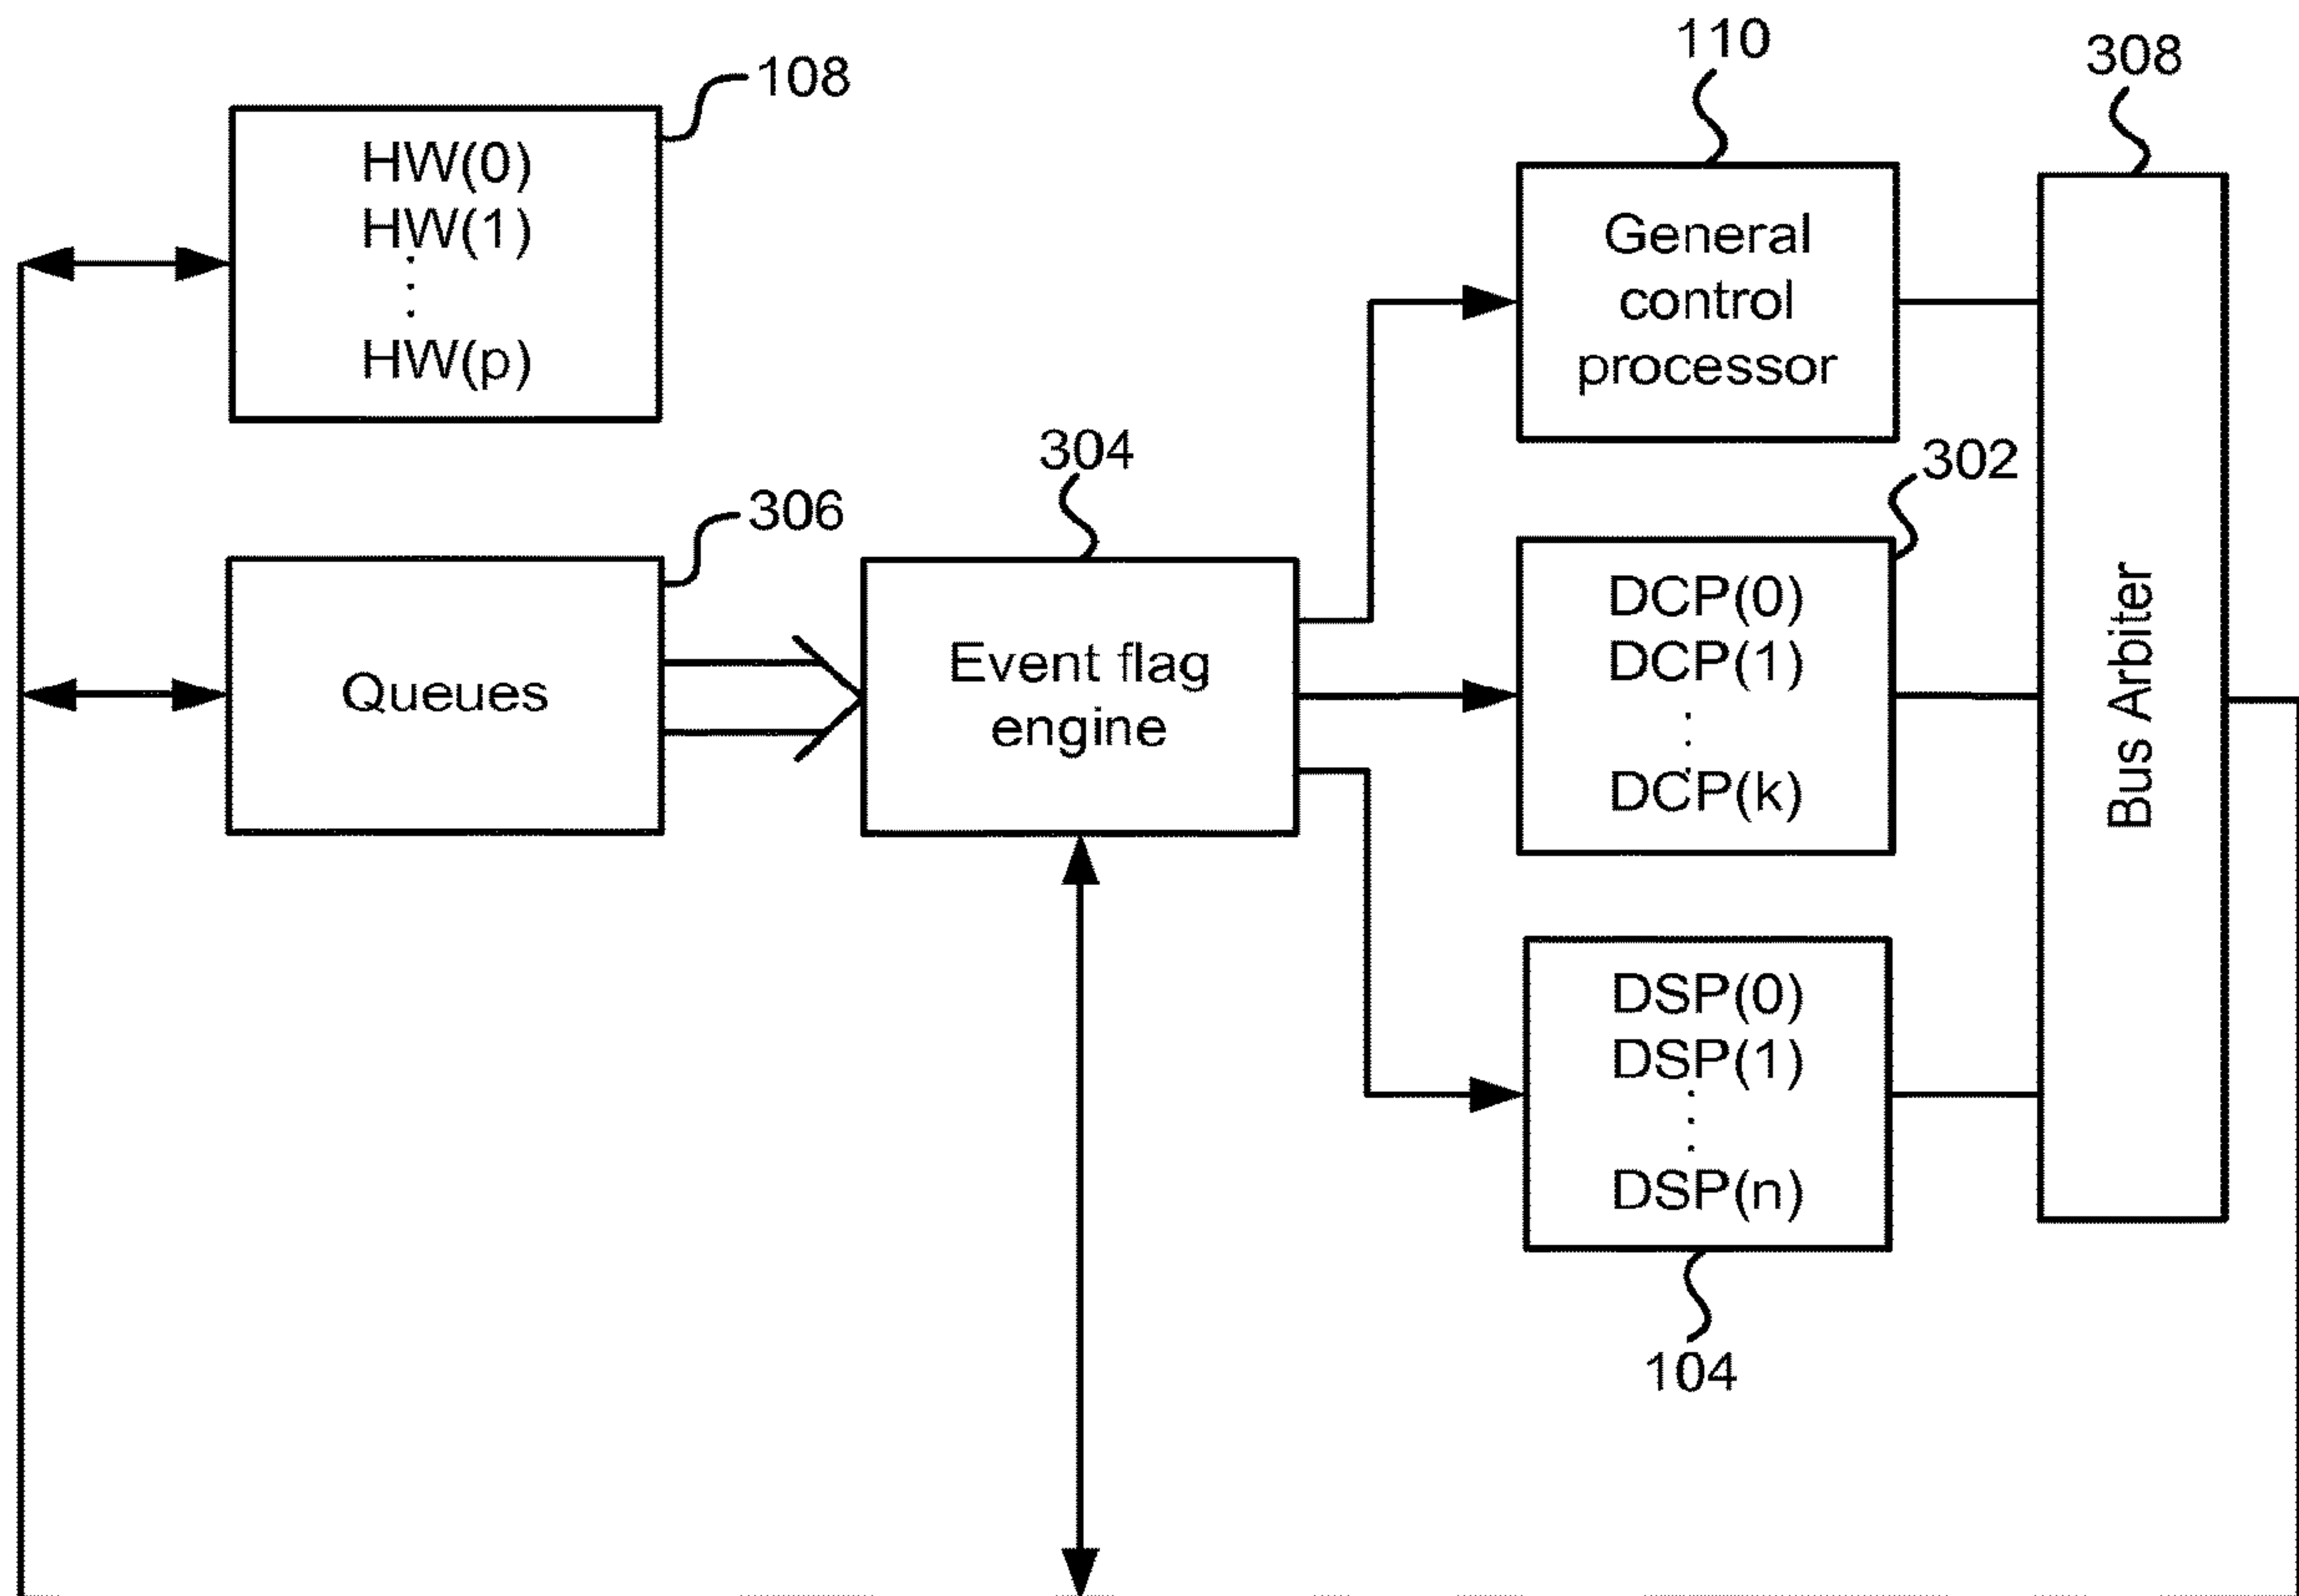 108
HW(0)
HW(1)
HW(p)
306
Queues
304
Event flag
engine
110
General
control
processor
302
DCP(0)
DCP(1)
DCP(k)
DSP(0)
DSP(1)
DSP(n)
104
308
Bus Arbiter